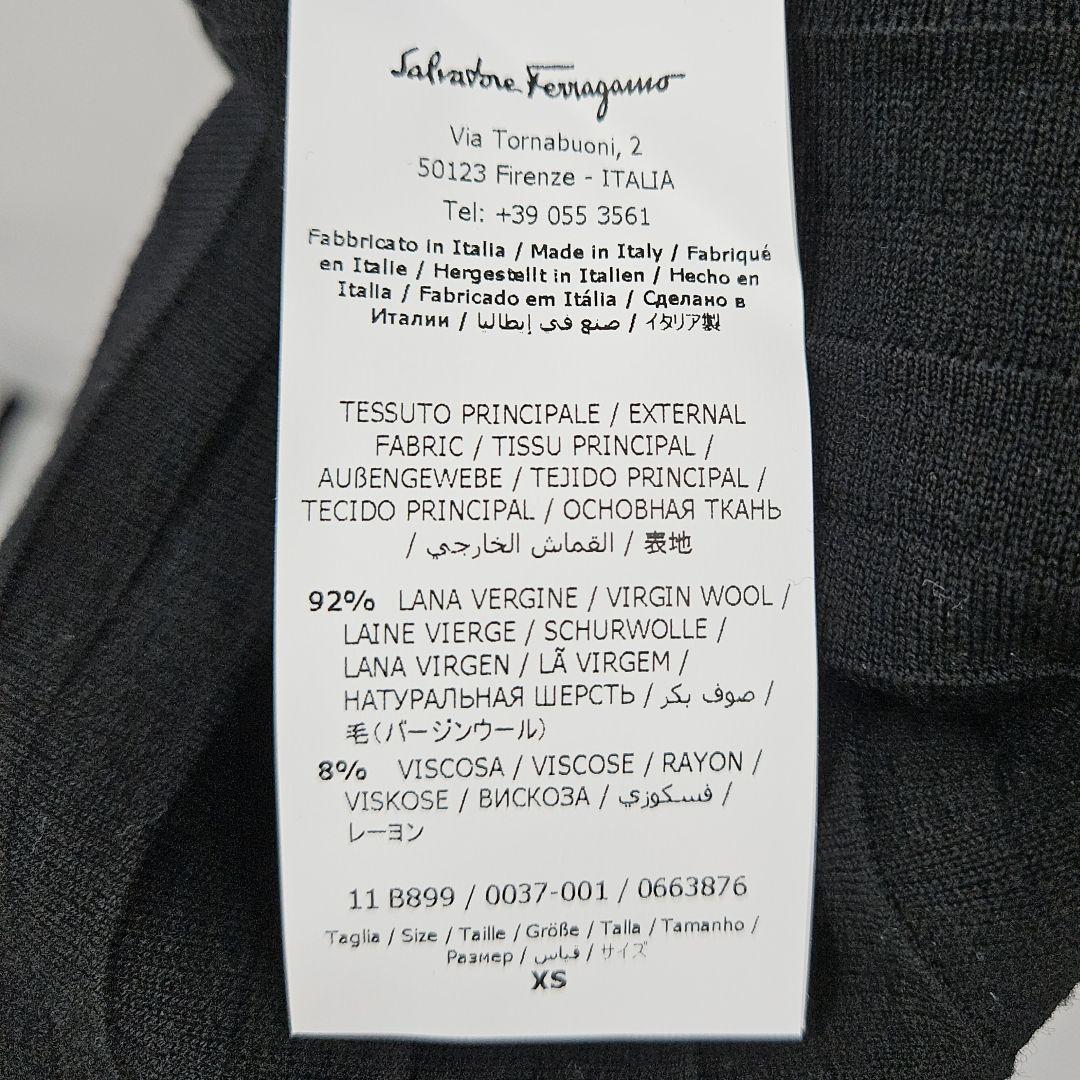 Salvatore Ferragamo
Via Tornabuoni, 2
50123 Firenze - ITALIA
Tel: +39 055 3561
Fabbricato in Italia / Made in Italy / Fabriqué
en Italie / Hergestellt in Italien / Hecho en
Italia / Fabricado em Itália / Сделано в
Италии / صنع في إيطاليا / イタリア製
TESSUTO PRINCIPALE / EXTERNAL
FABRIC / TISSU PRINCIPAL /
AUßENGEWEBE / TEJIDO PRINCIPAL /
TECIDO PRINCIPAL / ОСНОВНАЯ ТКАНЬ
/ القماش الخارجي / 表地
92% LANA VERGINE / VIRGIN WOOL /
LAINE VIERGE / SCHURWOLLE /
LANA VIRGEN / LÃ VIRGEM /
НАТУРАЛЬНАЯ ШЕРСТЬ / صوف بكر /
毛(バージンウール)
8% VISCOSA / VISCOSE / RAYON /
VISKOSE / ВИСКОЗА / فسكوزي /
レーヨン
11 B899 / 0037-001 / 0663876
Taglia / Size / Taille / Größe / Talla / Tamanho /
Размер / قياس / サイズ
XS